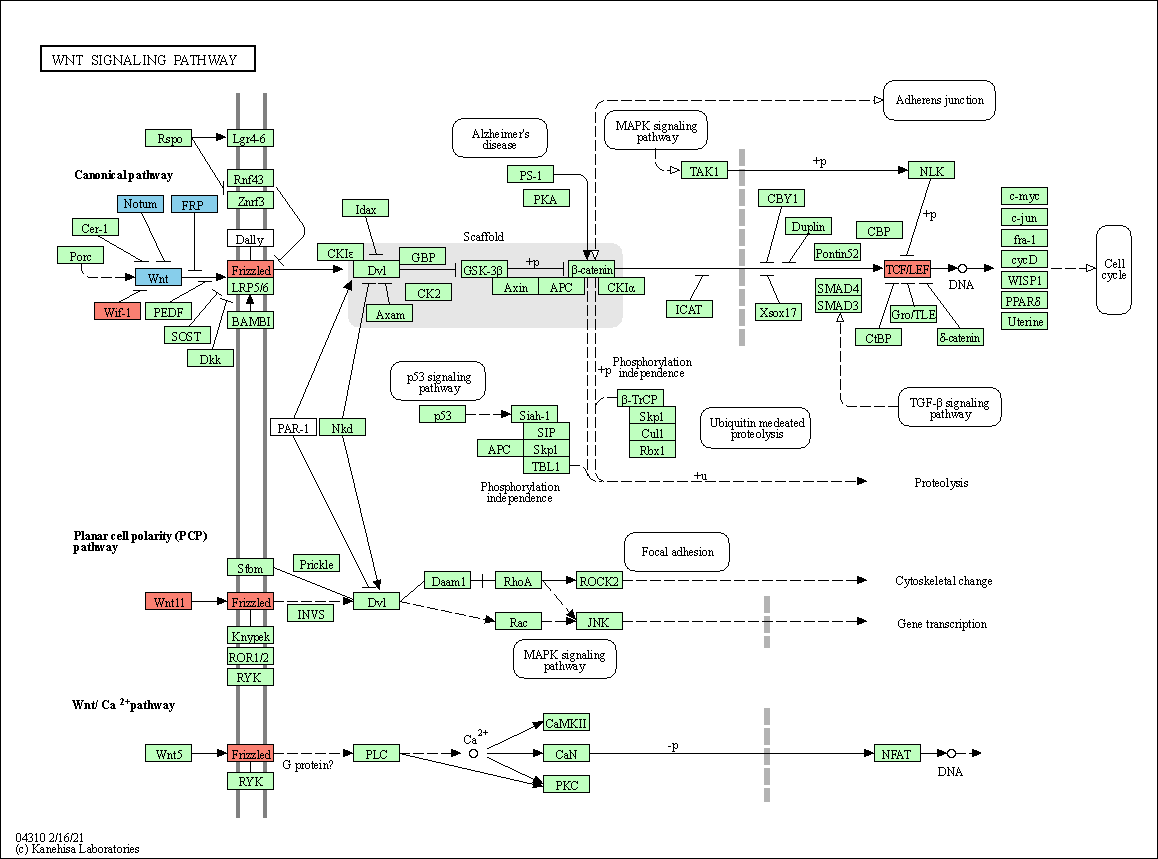 WNT SIGNALING PATHWAY
Adherens junction
MAPK signaling
pathway
Alzheimer's
disease
Rspo
Lgr4-6
Canonical pathway
Rnf43
Znrf3
Notum
FRP
Cer-1
Porc
Wnt
Wif-1
PEDF
SOST
Dkk
Dally
Frizzled
LRP5/6
BAMBI
Idax
CKIε
Dvl
GBP
CK2
Axam
Scaffold
PS-1
PKA
GSK-3β
+p
β-catenin
Axin
APC
CKIα
TAK1
+p
NLK
+p
CBY1
Duplin
CBP
Pontin52
TCF/LEF
DNA
SMAD4
SMAD3
ICAT
Xsox17
Gro/TLE
CtBP
δ-catenin
c-myc
c-jun
fra-1
cycD
WISP1
PPARδ
Uterine
Cell
cycle
p53 signaling
pathway
Phosphorylation
independence
+p
β-TrCP
Skp1
Cul1
Rbx1
Ubiquitin medeated
proteolysis
TGF-β signaling
pathway
PAR-1
Nkd
p53
Siah-1
SIP
APC
Skp1
TBL1
Phosphorylation
independence
+u
Proteolysis
Planar cell polarity (PCP)
pathway
Stbm
Prickle
Wnt11
Frizzled
INVS
Dvl
Knypek
ROR1/2
RYK
Daam1
RhoA
ROCK2
Focal adhesion
Cytoskeletal change
Rac
JNK
Gene transcription
MAPK signaling
pathway
Wnt/ Ca 2+ pathway
Wnt5
Frizzled
RYK
G protein?
PLC
Ca2+
CaMKII
CaN
PKC
-p
NFAT
DNA
04310 2/16/21
(c) Kanehisa Laboratories